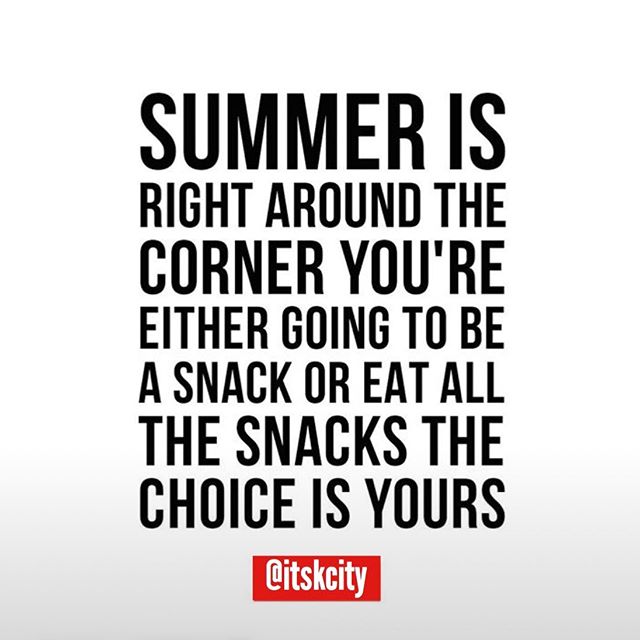 SUMMER IS
RIGHT AROUND THE
CORNER YOU'RE
EITHER GOING TO BE
A SNACK OR EAT ALL
THE SNACKS THE
CHOICE IS YOURS
@itskcity